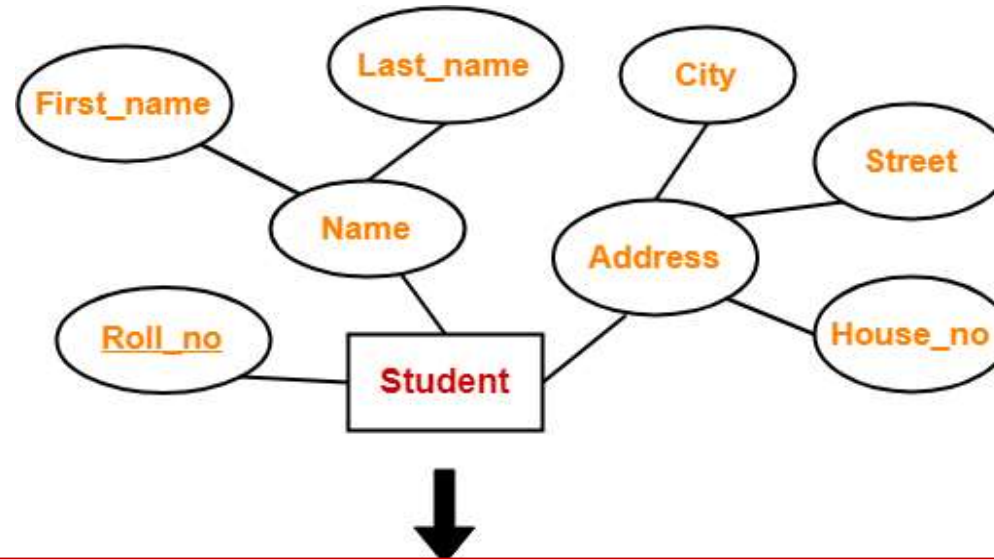 Last_name
City
First_name
Street
Name
Address
Roll_no
House_no
Student